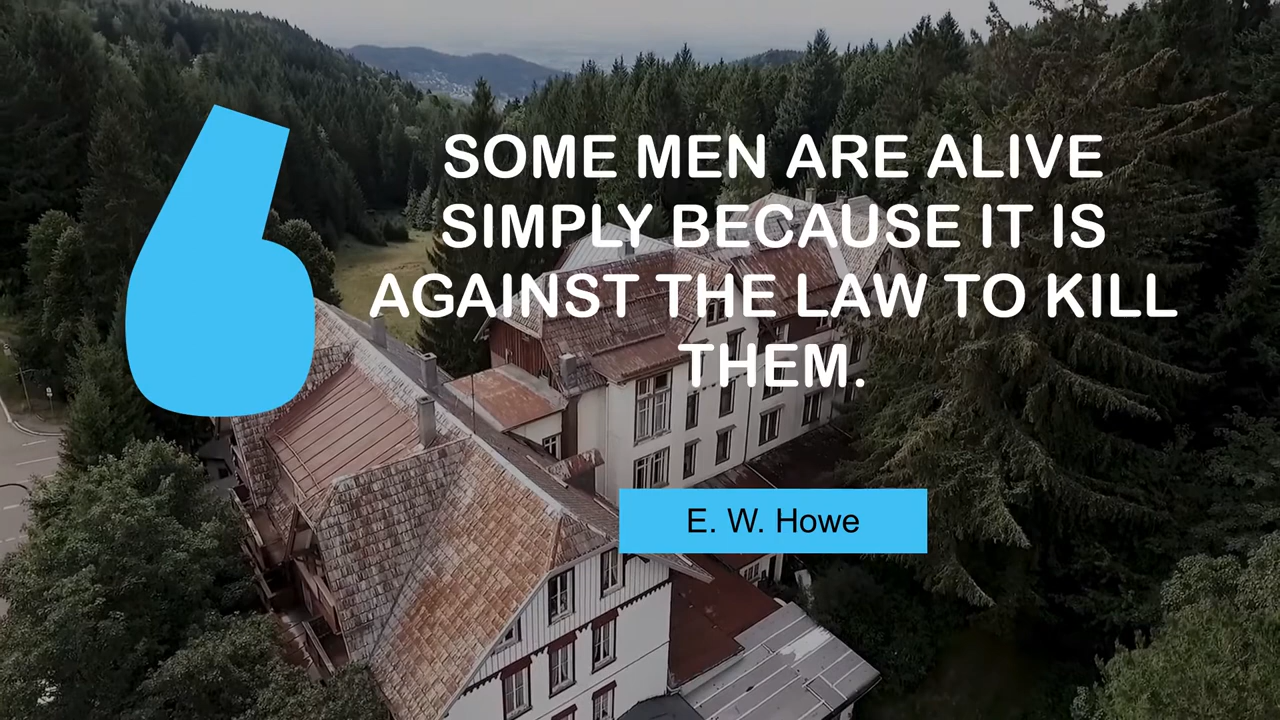 SOME MEN ARE ALIVE
SIMPLY BECAUSE IT IS
AGAINST THE LAW TO KILL
THEM.
E. W. Howe